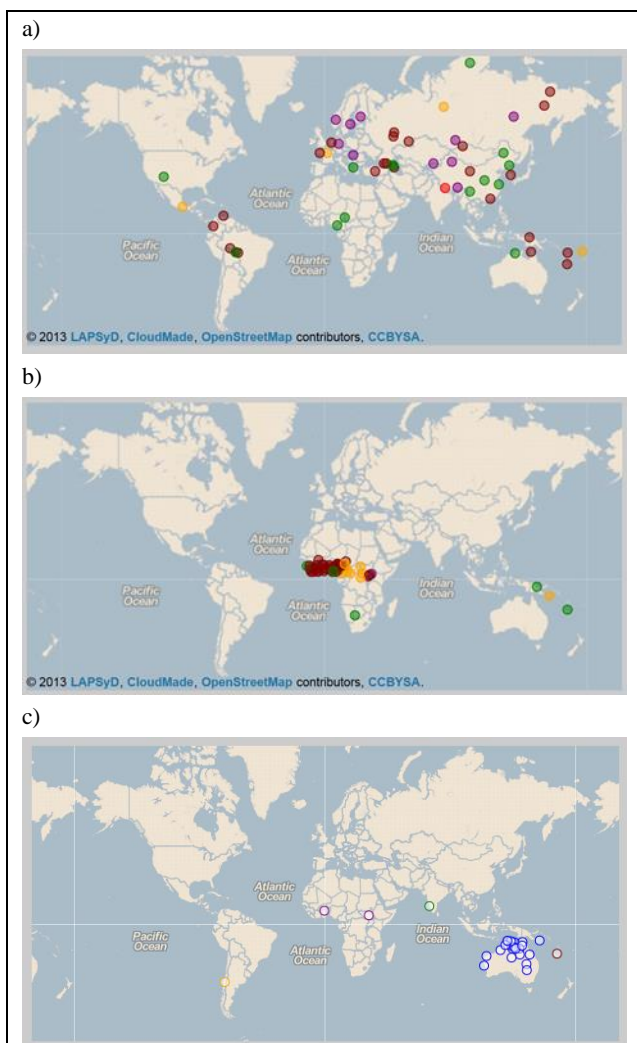 a)
Atlantic
Ocean
Pacific
Ocean
Indian
Ocean
Atlantic
Ocean
© 2013 LAPSyD, CloudMade, OpenStreetMap contributors, CCBYSA.
b)
Atlantic
Ocean
Pacific
Ocean
Indian
Ocean
Atlantic
Ocean
© 2013 LAPSyD, CloudMade, OpenStreetMap contributors, CCBYSA.
c)
Atlantic
Ocean
Pacific
Ocean
Indian
Ocean
Atlantic
Ocean